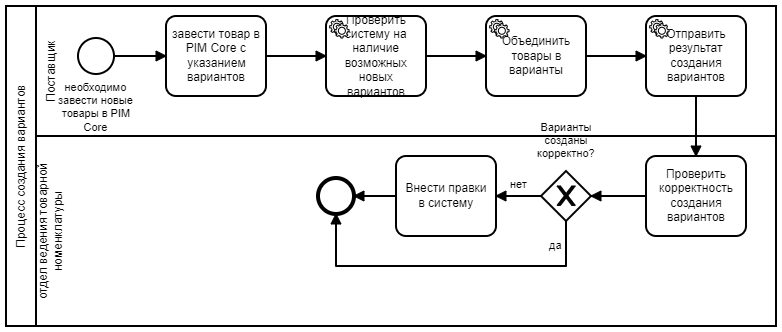 Процесс создания вариантов
Поставщик
необходимо
завести новые
товары в PIM
Core
завести товар в
PIM Core с
указанием
вариантов
Проверить
систему на
наличие
возможных
новых
вариантов
Объединить
товары в
варианты
Отправить
результат
создания
вариантов
отдел ведения товарной
номенклатуры
Проверить
корректность
создания
вариантов
Варианты
созданы
корректно?
нет
да
Внести правки
в систему